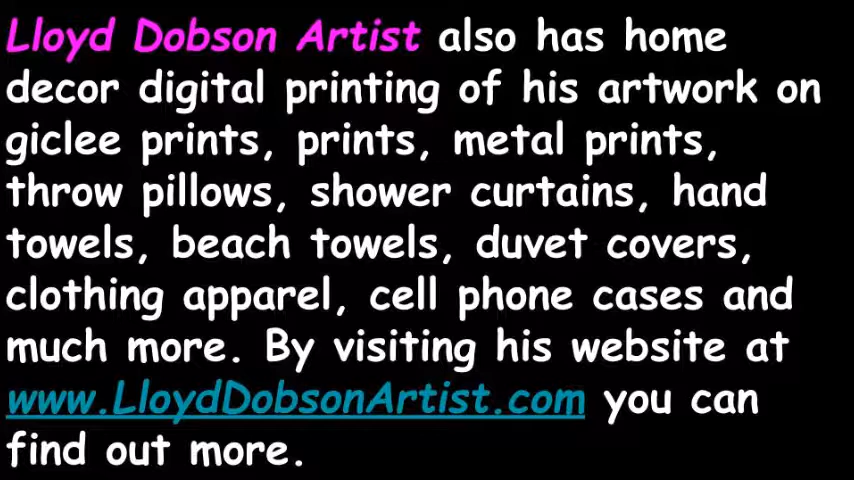 Lloyd Dobson Artist also has home
decor digital printing of his artwork on
giclee prints, prints, metal prints,
throw pillows, shower curtains, hand
towels, beach towels, duvet covers,
clothing apparel, cell phone cases and
much more. By visiting his website at
www.LloydDobsonArtist.com you can
find out more.